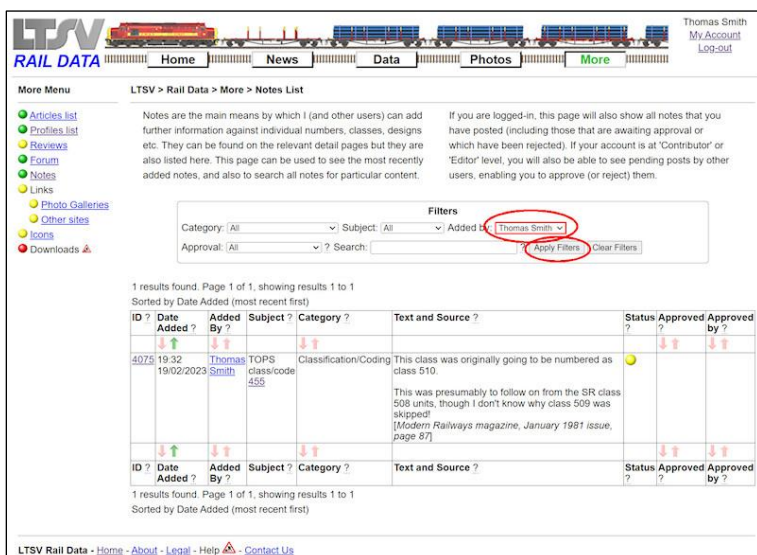 LTSV
RAIL DATA
Home
News
Data
Photos
More
Thomas Smith
My Account
Log-out
More Menu
Articles list
Profiles list
Reviews
Forum
Notes
Links
Photo Galleries
Other sites
Icons
Downloads
LTSV > Rail Data > More > Notes List
Notes are the main means by which I (and other users) can add
further information against individual numbers, classes, designs
etc. They can be found on the relevant detail pages but they are
also listed here. This page can be used to see the most recently
added notes, and also to search all notes for particular content.
If you are logged-in, this page will also show all notes that you
have posted (including those that are awaiting approval or
which have been rejected). If your account is at 'Contributor' or
'Editor' level, you will also be able to see pending posts by other
users, enabling you to approve (or reject) them.
Filters
Category: All Subject: All Added by: Thomas Smith
Approval: All ? Search: ? Apply Filters Clear Filters
1 results found. Page 1 of 1, showing results 1 to 1
Sorted by Date Added (most recent first)
ID ? Date Added ? Added By ? Subject ? Category ? Text and Source ? Status ? Approved ? Approved by ?
4075 19:32 Thomas TOPS Classification/Coding This class was originally going to be numbered as
19/02/2023 Smith class/code class 510.
455
This was presumably to follow on from the SR class
508 units, though I don't know why class 509 was
skipped!
[Modern Railways magazine, January 1981 issue,
page 87]
ID ? Date Added ? Added By ? Subject ? Category ? Text and Source ? Status ? Approved ? Approved by ?
1 results found. Page 1 of 1, showing results 1 to 1
Sorted by Date Added (most recent first)
LTSV Rail Data - Home - About - Legal - Help - Contact Us